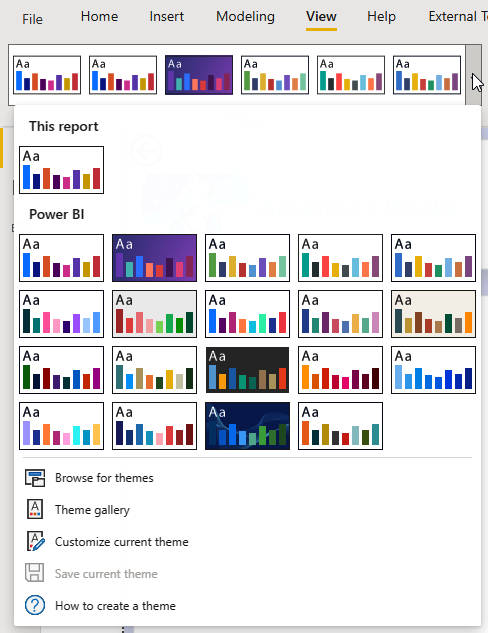 File Home Insert Modeling View Help External
Aa Aa Aa Aa Aa Aa
This report
Aa
Power BI
Aa Aa Aa Aa Aa
Aa Aa Aa Aa Aa
Aa Aa Aa Aa Aa
Aa Aa Aa Aa
Browse for themes
Theme gallery
Customize current theme
Save current theme
How to create a theme